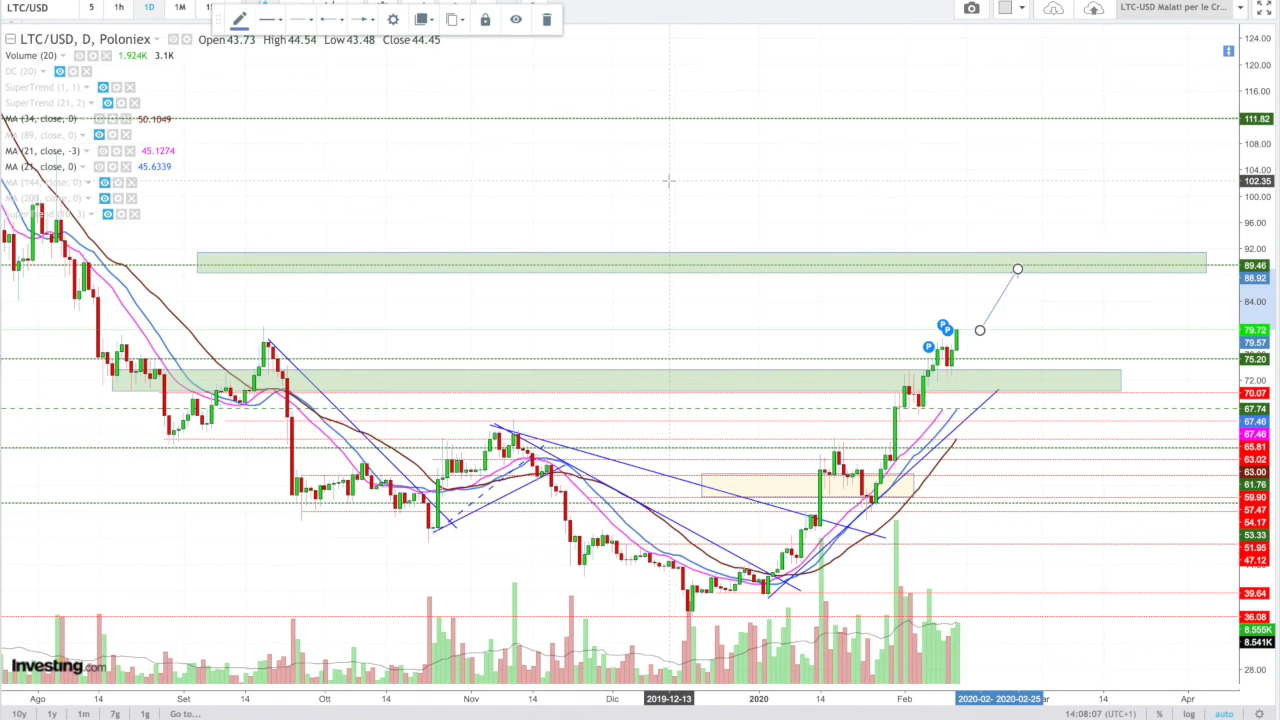 LTC/USD 5 1h 1D 1M LTC-USD Malati per le Cr...
LTC/USD, D, Poloniex Open 43.73 High 44.54 Low 43.48 Close 44.45
Volume (20) 1.924K 3.1K
DC (20)
SuperTrend (1, 1)
SuperTrend (21, 2)
MA (34, close, 0) 50.1049
MA (89, close, 0)
MA (21, close, -3) 45.1274
MA (21, close, 0) 45.6339
MA (144, close, 0)
MA (200, close, 0)
P
P
P
124.00
120.00
116.00
111.82
108.00
104.00
102.35
100.00
96.00
92.00
89.46
88.92
84.00
79.72
79.57
75.20
72.00
70.07
67.74
67.46
67.46
65.81
63.02
63.00
61.76
59.90
57.47
54.17
53.33
51.95
47.12
39.64
36.08
8.555K
8.541K
28.00
Investing.com
Ago 14 Set 14 Ott 14 Nov 14 Dic 2019-12-13 2020 14 Feb 2020-02- 2020-02-25 ar 14 Apr
10y 1y 1m 7g 1g Go to... 14:08:07 (UTC+1) % log auto